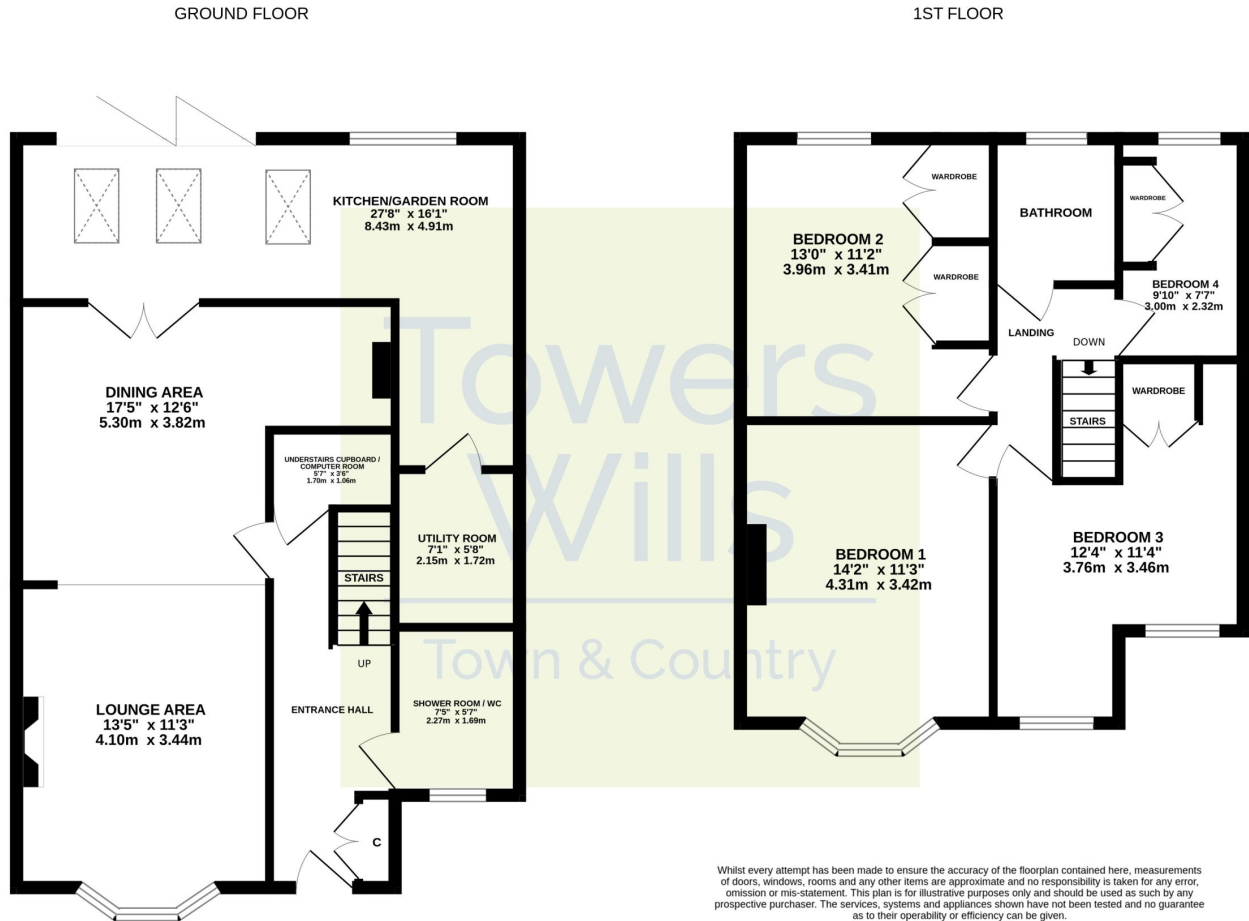 GROUND FLOOR
1ST FLOOR
KITCHEN/GARDEN ROOM
27'8" x 16'1"
8.43m x 4.91m
DINING AREA
17'5" x 12'6"
5.30m x 3.82m
UNDERSTAIRS CUPBOARD /
COMPUTER ROOM
5'7" x 3'6"
1.70m x 1.06m
UTILITY ROOM
7'1" x 5'8"
2.15m x 1.72m
STAIRS
UP
LOUNGE AREA
13'5" x 11'3"
4.10m x 3.44m
ENTRANCE HALL
SHOWER ROOM / WC
7'5" x 5'7"
2.27m x 1.69m
C
WARDROBE
BEDROOM 2
13'0" x 11'2"
3.96m x 3.41m
WARDROBE
BATHROOM
WARDROBE
BEDROOM 4
9'10" x 7'7"
3.00m x 2.32m
LANDING
DOWN
STAIRS
WARDROBE
BEDROOM 1
14'2" x 11'3"
4.31m x 3.42m
BEDROOM 3
12'4" x 11'4"
3.76m x 3.46m
Towers
Wills
Town & Country
Whilst every attempt has been made to ensure the accuracy of the floorplan contained here, measurements
of doors, windows, rooms and any other items are approximate and no responsibility is taken for any error,
omission or mis-statement. This plan is for illustrative purposes only and should be used as such by any
prospective purchaser. The services, systems and appliances shown have not been tested and no guarantee
as to their operability or efficiency can be given.